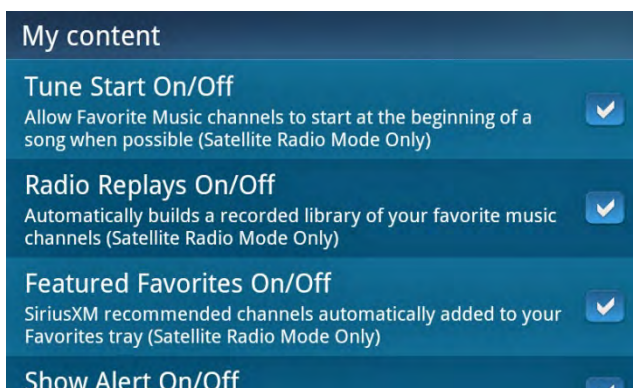 My content
Tune Start On/Off
Allow Favorite Music channels to start at the beginning of a
song when possible (Satellite Radio Mode Only)
Radio Replays On/Off
Automatically builds a recorded library of your favorite music
channels (Satellite Radio Mode Only)
Featured Favorites On/Off
SiriusXM recommended channels automatically added to your
Favorites tray (Satellite Radio Mode Only)
Show Alert On/Off